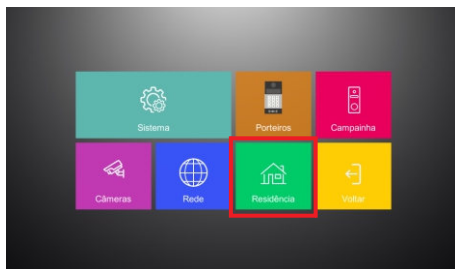 Sistema
Porteiros
Campainha
Câmeras
Rede
Residência
Voltar